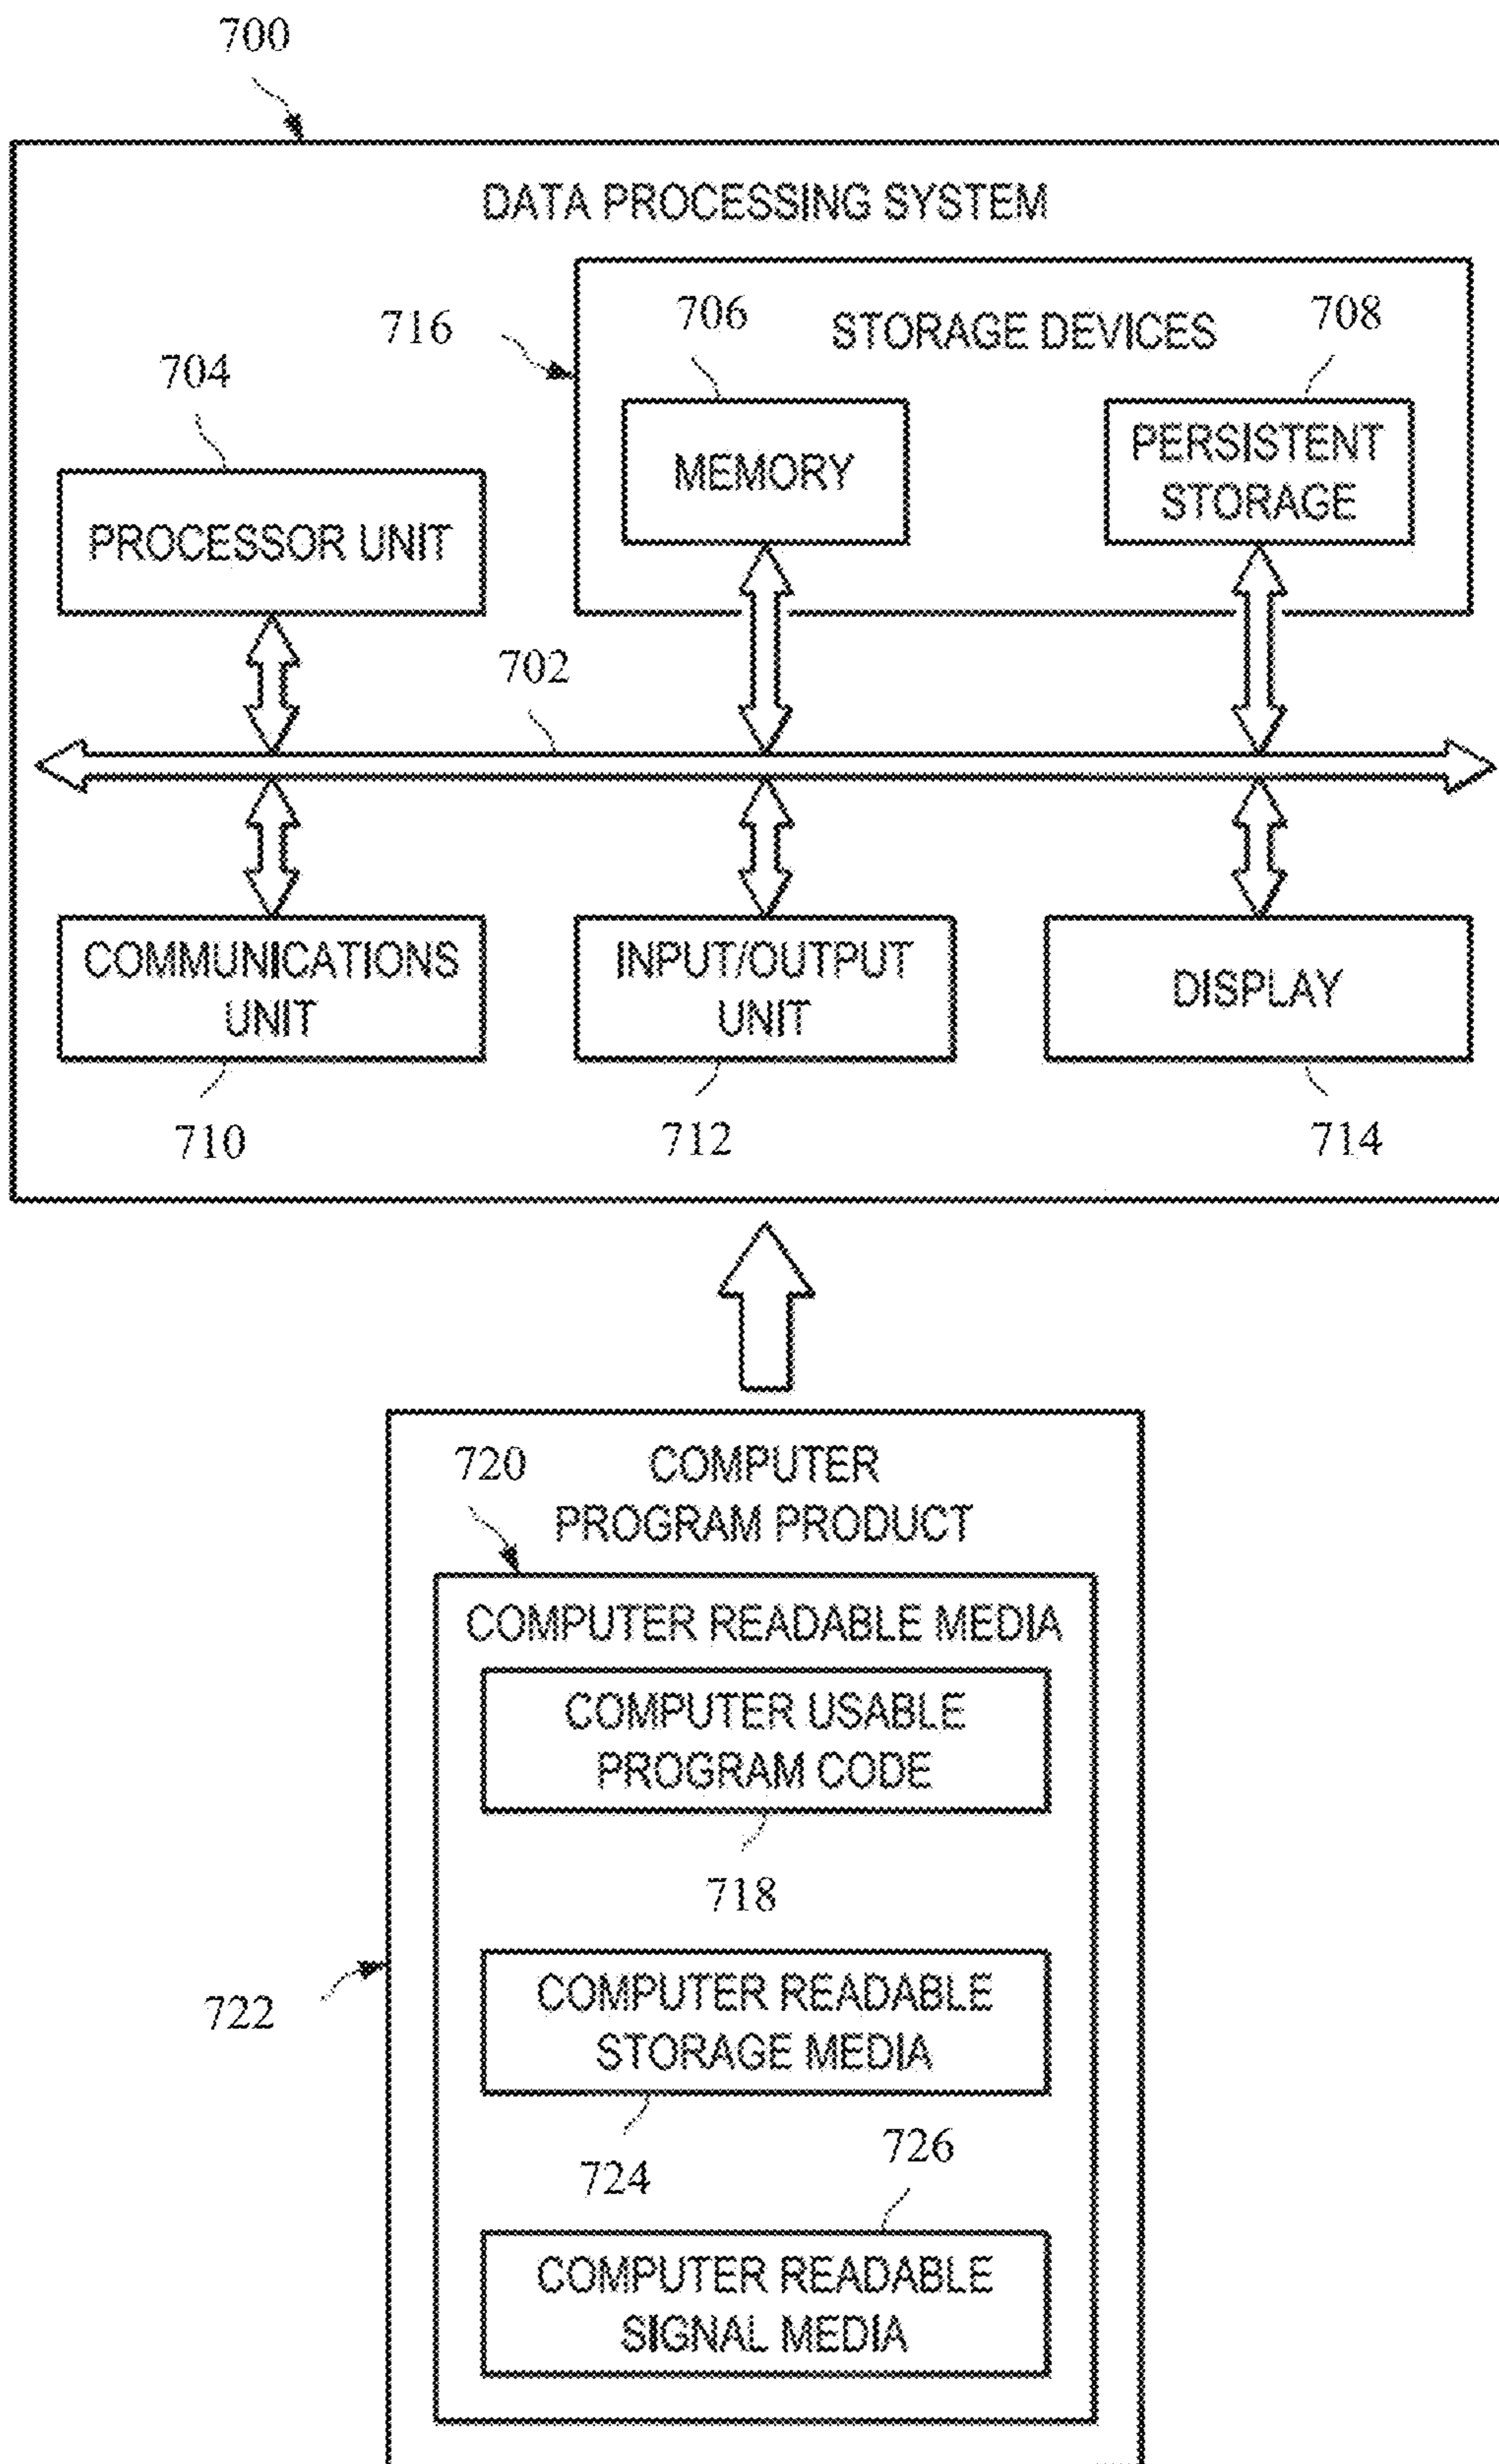 700
DATA PROCESSING SYSTEM
716
706
STORAGE DEVICES
708
704
MEMORY
PERSISTENT
STORAGE
PROCESSOR UNIT
702
COMMUNICATIONS
UNIT
INPUT/OUTPUT
UNIT
DISPLAY
710
712
714
720
COMPUTER
PROGRAM PRODUCT
COMPUTER READABLE MEDIA
COMPUTER USABLE
PROGRAM CODE
718
722
COMPUTER READABLE
STORAGE MEDIA
724
726
COMPUTER READABLE
SIGNAL MEDIA